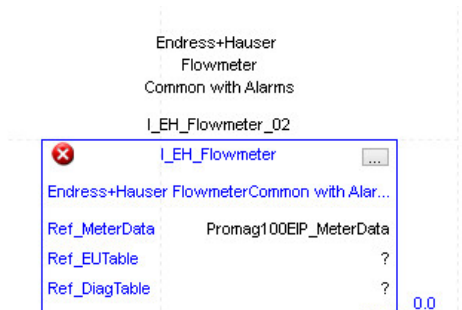 Endress+Hauser
Flowmeter
Common with Alarms
I_EH_Flowmeter_02
I_EH_Flowmeter
...
Endress+Hauser FlowmeterCommon with Alar...
Ref_MeterData Promag100EIP_MeterData
Ref_EUTable ?
Ref_DiagTable ?
0.0